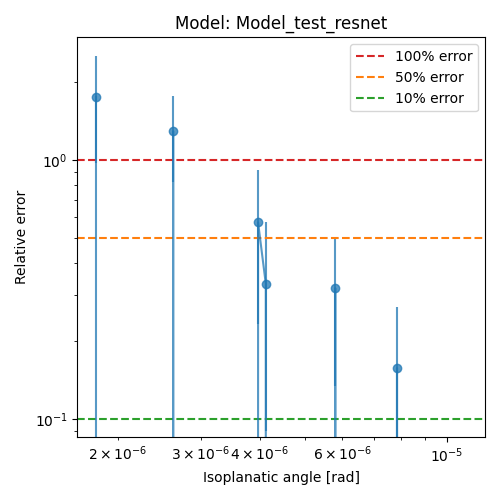 Model: Model_test_resnet
100% error
50% error
10% error
Relative error
10⁰
10⁻¹
2 × 10⁻⁶
3 × 10⁻⁶
4 × 10⁻⁶
6 × 10⁻⁶
10⁻⁵
Isoplanatic angle [rad]